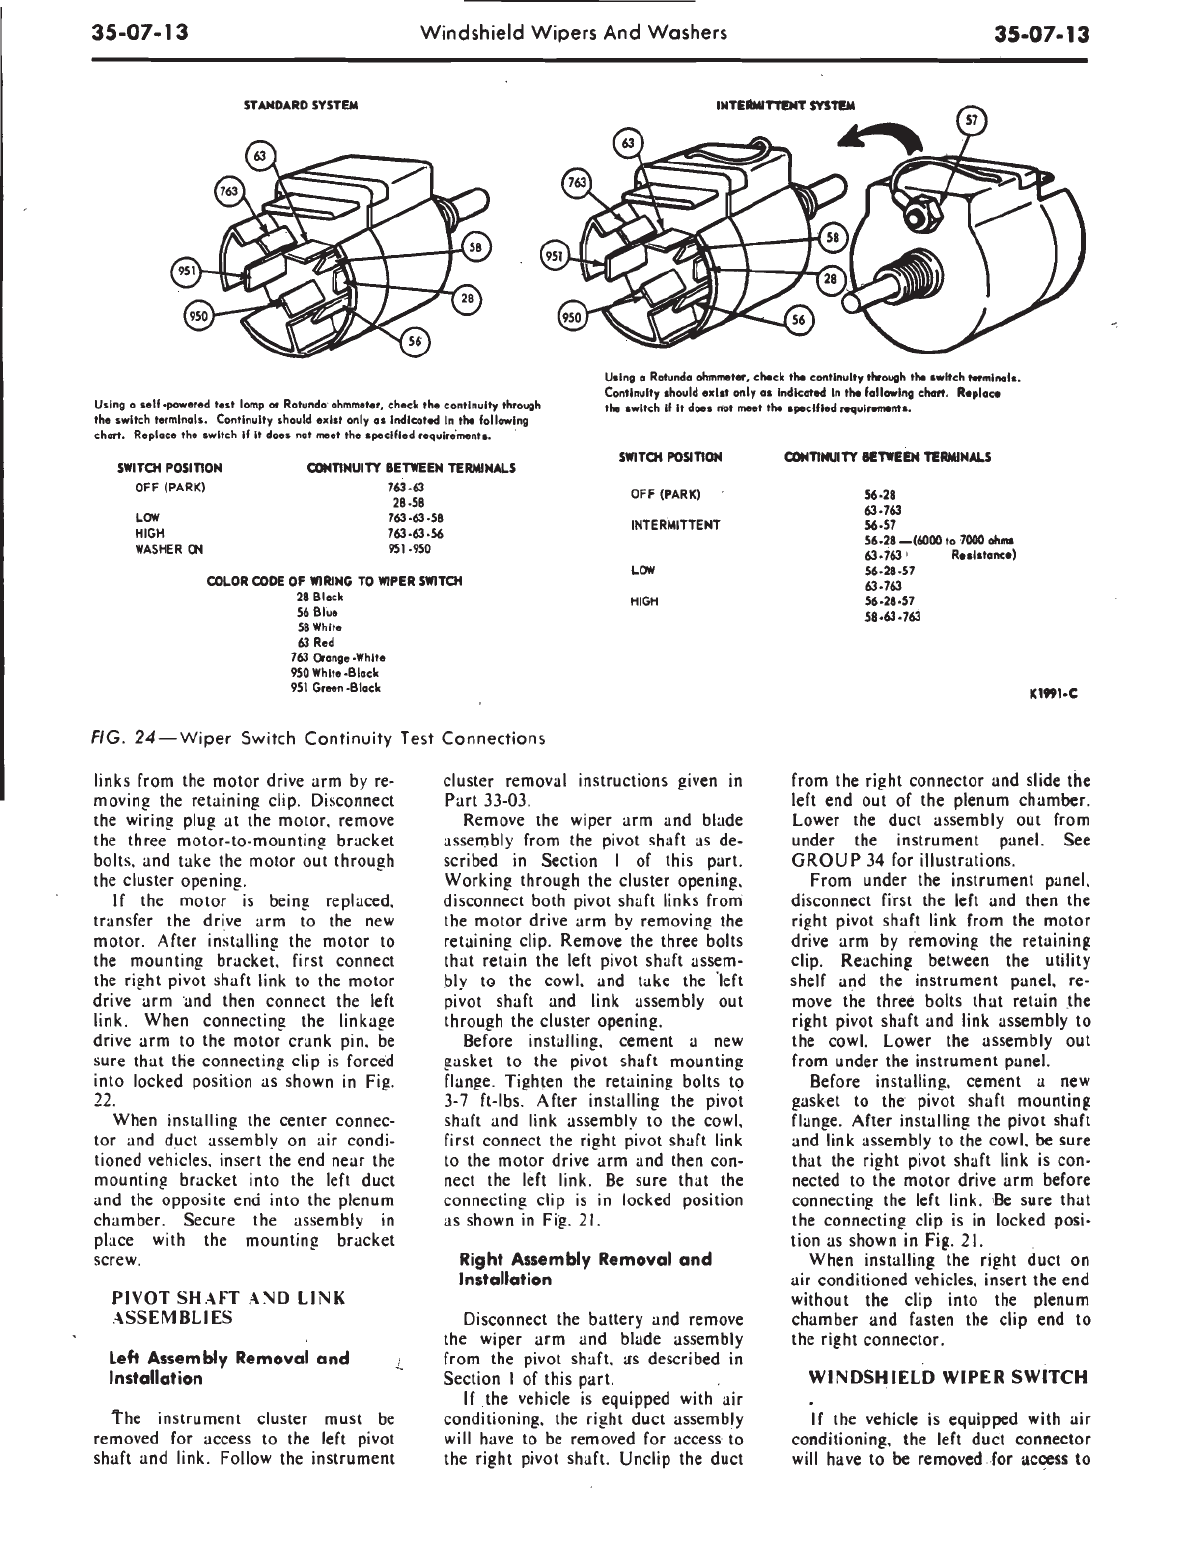 35-07-13
Windshield Wipers And Washers
35-07-13
STANDARD SYSTEM
63
763
951
950
58
28
56
INTERMITTENT SYSTEM
63
763
951
950
58
28
56
57
Using a self-powered test lamp or Rotunda ohmmeter, check the continuity through
the switch terminals. Continuity should exist only as indicated in the following
chart. Replace the switch if it does not meet the specified requirements.
SWITCH POSITION CONTINUITY BETWEEN TERMINALS
OFF (PARK) 763-63
28-58
LOW 763-63-58
HIGH 763-63-56
WASHER ON 951-950
COLOR CODE OF WIRING TO WIPER SWITCH
28 Black
56 Blue
58 White
63 Red
763 Orange-White
950 White-Black
951 Green-Black
Using a Rotunda ohmmeter, check the continuity through the switch terminals.
Continuity should exist only as indicated in the following chart. Replace
the switch if it does not meet the specified requirements.
SWITCH POSITION CONTINUITY BETWEEN TERMINALS
OFF (PARK) 56-28
63-763
INTERMITTENT 56-57
56-28 —(6000 to 7000 ohms
63-763 Resistance)
LOW 56-28-57
63-763
HIGH 56-28-57
58-63-763
K1991-C
FIG. 24—Wiper Switch Continuity Test Connections
links from the motor drive arm by re-
moving the retaining clip. Disconnect
the wiring plug at the motor, remove
the three motor-to-mounting bracket
bolts, and take the motor out through
the cluster opening.
If the motor is being replaced,
transfer the drive arm to the new
motor. After installing the motor to
the mounting bracket, first connect
the right pivot shaft link to the motor
drive arm and then connect the left
link. When connecting the linkage
drive arm to the motor crank pin, be
sure that the connecting clip is forced
into locked position as shown in Fig.
22.
When installing the center connec-
tor and duct assembly on air condi-
tioned vehicles, insert the end near the
mounting bracket into the left duct
and the opposite end into the plenum
chamber. Secure the assembly in
place with the mounting bracket
screw.
PIVOT SHAFT AND LINK
ASSEMBLIES
Left Assembly Removal and
Installation
The instrument cluster must be
removed for access to the left pivot
shaft and link. Follow the instrument
cluster removal instructions given in
Part 33-03.
Remove the wiper arm and blade
assembly from the pivot shaft as de-
scribed in Section 1 of this part.
Working through the cluster opening,
disconnect both pivot shaft links from
the motor drive arm by removing the
retaining clip. Remove the three bolts
that retain the left pivot shaft assem-
bly to the cowl, and take the left
pivot shaft and link assembly out
through the cluster opening.
Before installing, cement a new
gasket to the pivot shaft mounting
flange. Tighten the retaining bolts to
3-7 ft-lbs. After installing the pivot
shaft and link assembly to the cowl,
first connect the right pivot shaft link
to the motor drive arm and then con-
nect the left link. Be sure that the
connecting clip is in locked position
as shown in Fig. 21.
Right Assembly Removal and
Installation
Disconnect the battery and remove
the wiper arm and blade assembly
from the pivot shaft, as described in
Section 1 of this part.
If the vehicle is equipped with air
conditioning, the right duct assembly
will have to be removed for access to
the right pivot shaft. Unclip the duct
from the right connector and slide the
left end out of the plenum chamber.
Lower the duct assembly out from
under the instrument panel. See
GROUP 34 for illustrations.
From under the instrument panel,
disconnect first the left and then the
right pivot shaft link from the motor
drive arm by removing the retaining
clip. Reaching between the utility
shelf and the instrument panel, re-
move the three bolts that retain the
right pivot shaft and link assembly to
the cowl. Lower the assembly out
from under the instrument panel.
Before installing, cement a new
gasket to the pivot shaft mounting
flange. After installing the pivot shaft
and link assembly to the cowl, be sure
that the right pivot shaft link is con-
nected to the motor drive arm before
connecting the left link. Be sure that
the connecting clip is in locked posi-
tion as shown in Fig. 21.
When installing the right duct on
air conditioned vehicles, insert the end
without the clip into the plenum
chamber and fasten the clip end to
the right connector.
WINDSHIELD WIPER SWITCH
If the vehicle is equipped with air
conditioning, the left duct connector
will have to be removed for access to